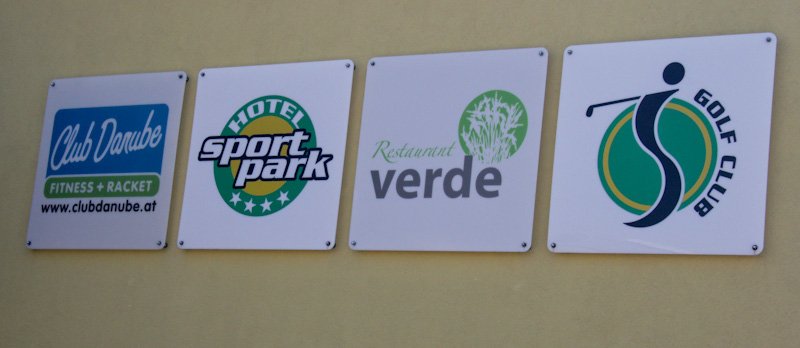 Club Danube
FITNESS + RACKET
www.clubdanube.at
HOTEL
sport
park
Restaurant
verde
GOLF CLUB